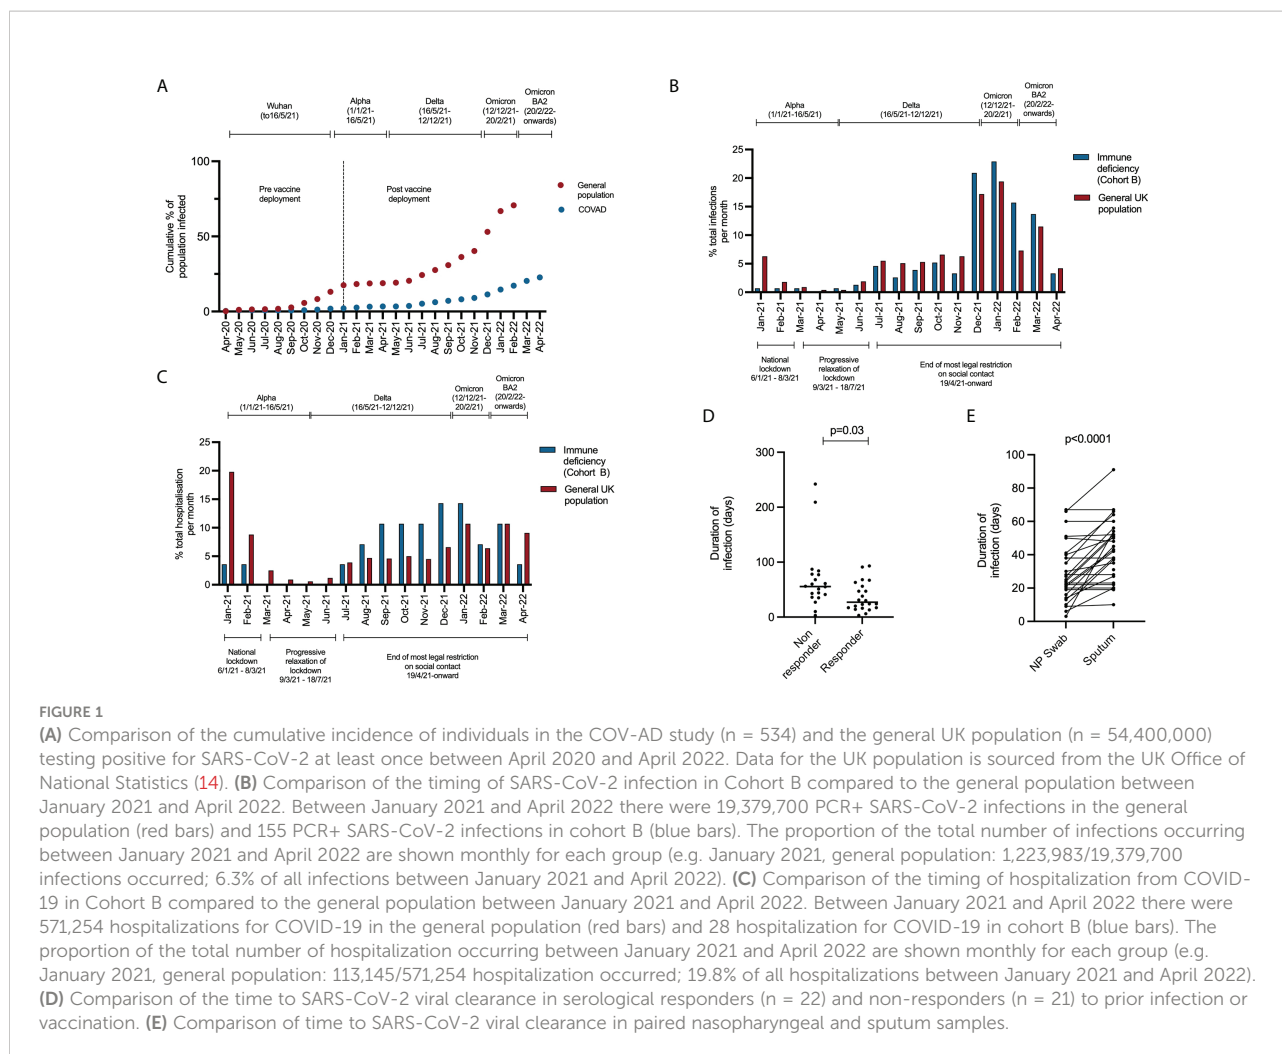 A
Wuhan
(to16/5/21)
Alpha
(1/1/21-
16/5/21)
Delta
(16/5/21-
12/12/21)
Omicron
(12/12/21-
20/2/21)
Omicron
BA2
(20/2/22-
onwards)
100
50
0
Cumulative % of
population infected
Pre vaccine
deployment
Post vaccine
deployment
General
population
COVAD
Apr-20
May-20
Jun-20
Jul-20
Aug-20
Sep-20
Oct-20
Nov-20
Dec-20
Jan-21
Feb-21
Mar-21
Apr-21
May-21
Jun-21
Jul-21
Aug-21
Sep-21
Oct-21
Nov-21
Dec-21
Jan-22
Feb-22
Mar-22
Apr-22
B
Alpha
(1/1/21-16/5/21)
Delta
(16/5/21-12/12/21)
Omicron
(12/12/21-
20/2/21)
Omicron
BA2
(20/2/22-
onwards)
25
20
15
10
5
0
% total infections
per month
Immune
deficiency
(Cohort B)
General UK
population
Jan-21
Feb-21
Mar-21
Apr-21
May-21
Jun-21
Jul-21
Aug-21
Sep-21
Oct-21
Nov-21
Dec-21
Jan-22
Feb-22
Mar-22
Apr-22
National
lockdown
6/1/21 - 8/3/21
Progressive
relaxation of
lockdown
9/3/21 - 18/7/21
End of most legal restriction
on social contact
19/4/21-onward
C
Alpha
(1/1/21-16/5/21)
Delta
(16/5/21-12/12/21)
Omicron
(12/12/21-
20/2/21)
Omicron
BA2
(20/2/22-
onwards)
25
20
15
10
5
0
% total hospitalisation
per month
Immune
deficiency
(Cohort B)
General UK
population
Jan-21
Feb-21
Mar-21
Apr-21
May-21
Jun-21
Jul-21
Aug-21
Sep-21
Oct-21
Nov-21
Dec-21
Jan-22
Feb-22
Mar-22
Apr-22
National
lockdown
6/1/21 - 8/3/21
Progressive
relaxation of
lockdown
9/3/21 - 18/7/21
End of most legal restriction
on social contact
19/4/21-onward
D
p=0.03
300
200
100
0
Duration of
infection (days)
Non
responder
Responder
E
p<0.0001
100
80
60
40
20
0
Duration of
infection (days)
NP Swab
Sputum
FIGURE 1
(A) Comparison of the cumulative incidence of individuals in the COV-AD study (n = 534) and the general UK population (n = 54,400,000)
testing positive for SARS-CoV-2 at least once between April 2020 and April 2022. Data for the UK population is sourced from the UK Office of
National Statistics (14). (B) Comparison of the timing of SARS-CoV-2 infection in Cohort B compared to the general population between
January 2021 and April 2022. Between January 2021 and April 2022 there were 19,379,700 PCR+ SARS-CoV-2 infections in the general
population (red bars) and 155 PCR+ SARS-CoV-2 infections in cohort B (blue bars). The proportion of the total number of infections occurring
between January 2021 and April 2022 are shown monthly for each group (e.g. January 2021, general population: 1,223,983/19,379,700
infections occurred; 6.3% of all infections between January 2021 and April 2022). (C) Comparison of the timing of hospitalization from COVID-
19 in Cohort B compared to the general population between January 2021 and April 2022. Between January 2021 and April 2022 there were
571,254 hospitalizations for COVID-19 in the general population (red bars) and 28 hospitalization for COVID-19 in cohort B (blue bars). The
proportion of the total number of hospitalization occurring between January 2021 and April 2022 are shown monthly for each group (e.g.
January 2021, general population: 113,145/571,254 hospitalization occurred; 19.8% of all hospitalizations between January 2021 and April 2022).
(D) Comparison of the time to SARS-CoV-2 viral clearance in serological responders (n = 22) and non-responders (n = 21) to prior infection or
vaccination. (E) Comparison of time to SARS-CoV-2 viral clearance in paired nasopharyngeal and sputum samples.